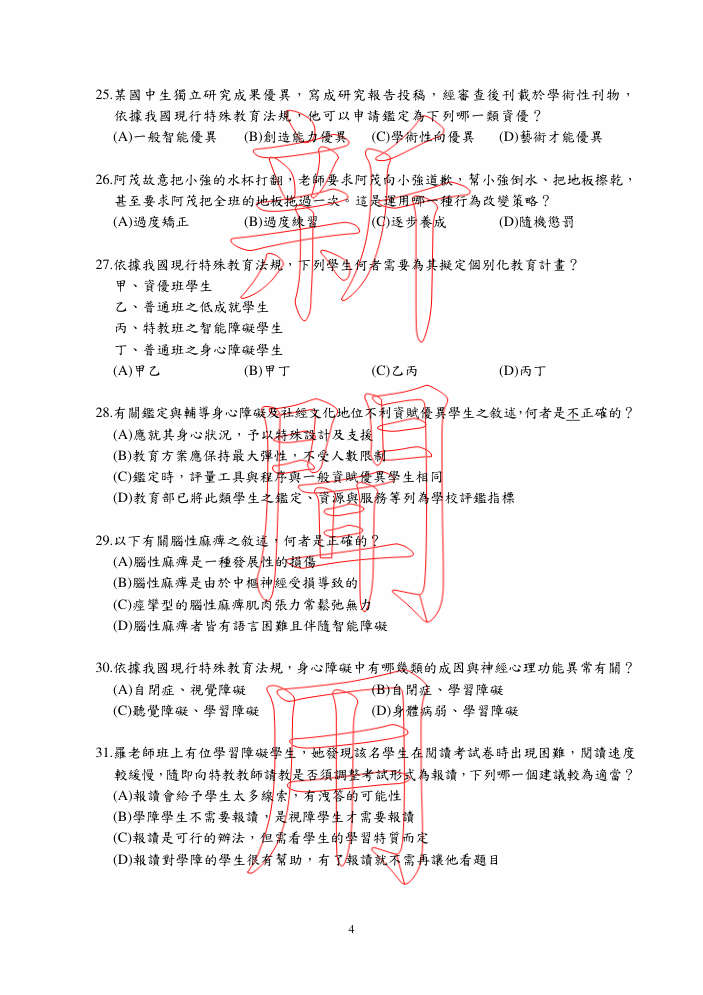 25.某國中生獨立研究成果優異，寫成研究報告投稿，經審查後刊載於學術性刊物，
依據我國現行特殊教育法規，他可以申請鑑定為下列哪一類資優？
(A)一般智能優異 (B)創造能力優異 (C)學術性向優異 (D)藝術才能優異
26.阿茂故意把小強的水杯打翻，老師要求阿茂向小強道歉，幫小強倒水、把地板擦乾，
甚至要求阿茂把全班的地板拖過一次。這是運用哪一種行為改變策略？
(A)過度矯正 (B)過度練習 (C)逐步養成 (D)隨機懲罰
27.依據我國現行特殊教育法規，下列學生何者需要為其擬定個別化教育計畫？
甲、資優班學生
乙、普通班之低成就學生
丙、特教班之智能障礙學生
丁、普通班之身心障礙學生
(A)甲乙 (B)甲丁 (C)乙丙 (D)丙丁
28.有關鑑定與輔導身心障礙及社經文化地位不利資賦優異學生之敘述，何者是不正確的？
(A)應就其身心狀況，予以特殊設計及支援
(B)教育方案應保持最大彈性，不受人數限制
(C)鑑定時，評量工具與程序與一般資賦優異學生相同
(D)教育部已將此類學生之鑑定、資源與服務等列為學校評鑑指標
29.以下有關腦性麻痺之敘述，何者是正確的？
(A)腦性麻痺是一種發展性的損傷
(B)腦性麻痺是由於中樞神經受損導致的
(C)痙攣型的腦性麻痺肌肉張力常鬆弛無力
(D)腦性麻痺者皆有語言困難且伴隨智能障礙
30.依據我國現行特殊教育法規，身心障礙中有哪幾類的成因與神經心理功能異常有關？
(A)自閉症、視覺障礙 (B)自閉症、學習障礙
(C)聽覺障礙、學習障礙 (D)身體病弱、學習障礙
31.羅老師班上有位學習障礙學生，她發現該名學生在閱讀考試卷時出現困難，閱讀速度
較緩慢，隨即向特教教師請教是否須調整考試形式為報讀，下列哪一個建議較為適當？
(A)報讀會給予學生太多線索，有洩答的可能性
(B)學障學生不需要報讀，是視障學生才需要報讀
(C)報讀是可行的辦法，但需看學生的學習特質而定
(D)報讀對學障的學生很有幫助，有了報讀就不需再讓他看題目
4
新
聞
用